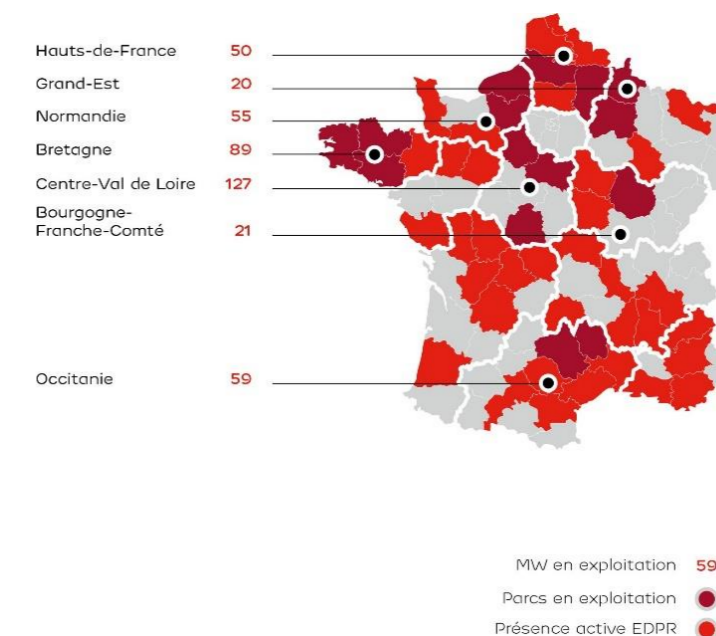 Hauts-de-France 50
Grand-Est 20
Normandie 55
Bretagne 89
Centre-Val de Loire 127
Bourgogne-
Franche-Comté 21
Occitanie 59
MW en exploitation 59
Parcs en exploitation
Présence active EDPR